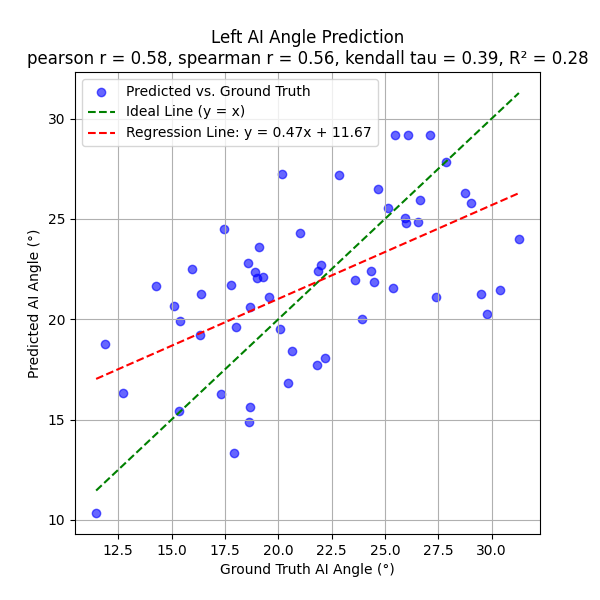 Left AI Angle Prediction
pearson r = 0.58, spearman r = 0.56, kendall tau = 0.39, R² = 0.28
Predicted vs. Ground Truth
Ideal Line (y = x)
Regression Line: y = 0.47x + 11.67
Predicted AI Angle (°)
30
25
20
15
10
12.5 15.0 17.5 20.0 22.5 25.0 27.5 30.0
Ground Truth AI Angle (°)